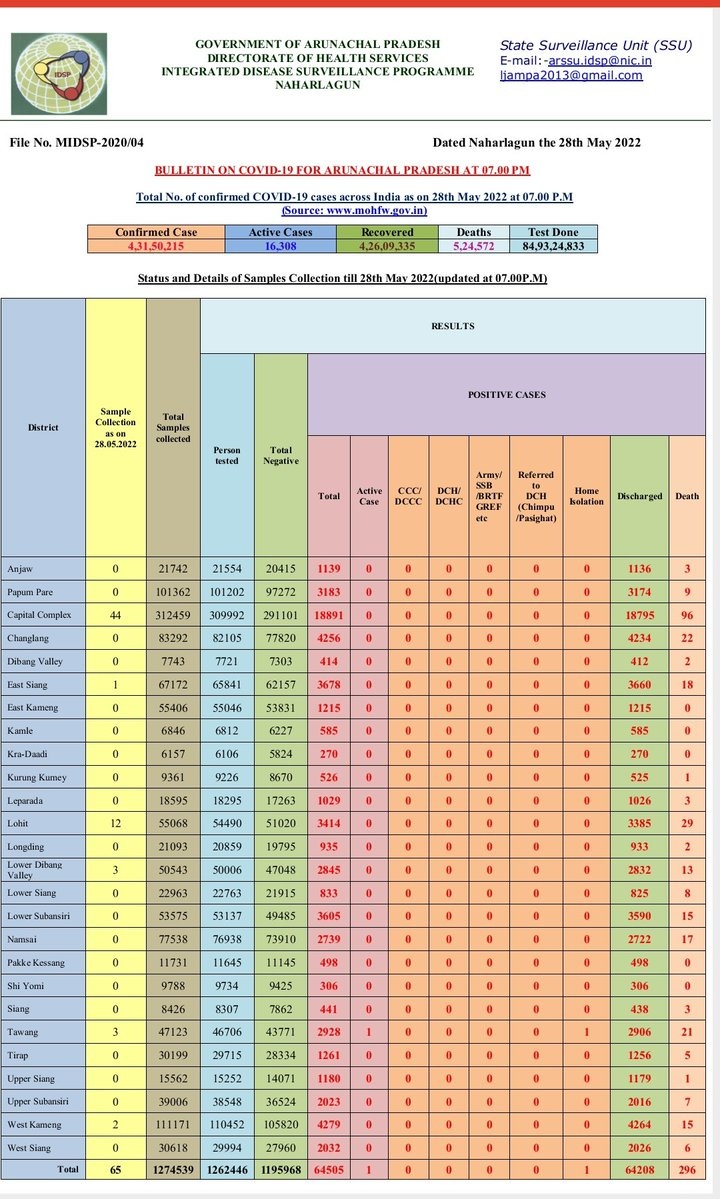 IDSP
GOVERNMENT OF ARUNACHAL PRADESH
DIRECTORATE OF HEALTH SERVICES
INTEGRATED DISEASE SURVEILLANCE PROGRAMME
NAHARLAGUN
State Surveillance Unit (SSU)
E-mail:-arssu.idsp@nic.in
ljampa2013@gmail.com
File No. MIDSP-2020/04 Dated Naharlagun the 28th May 2022
BULLETIN ON COVID-19 FOR ARUNACHAL PRADESH AT 07.00 PM
Total No. of confirmed COVID-19 cases across India as on 28th May 2022 at 07.00 P.M
(Source: www.mohfw.gov.in)
Confirmed Case Active Cases Recovered Deaths Test Done
4,31,50,215 16,308 4,26,09,335 5,24,572 84,93,24,833
Status and Details of Samples Collection till 28th May 2022(updated at 07.00P.M)
RESULTS
POSITIVE CASES
District
Sample
Collection
as on
28.05.2022
Total
Samples
collected
Person
tested
Total
Negative
Total
Active
Case
CCC/
DCCC
DCH/
DCHC
Army/
SSB
/BRTF
GREF
etc
Referred
to
DCH
(Chimpu
/Pasighat)
Home
Isolation
Discharged
Death
Anjaw 0 21742 21554 20415 1139 0 0 0 0 0 0 1136 3
Papum Pare 0 101362 101202 97272 3183 0 0 0 0 0 0 3174 9
Capital Complex 44 312459 309992 291101 18891 0 0 0 0 0 0 18795 96
Changlang 0 83292 82105 77820 4256 0 0 0 0 0 0 4234 22
Dibang Valley 0 7743 7721 7303 414 0 0 0 0 0 0 412 2
East Siang 1 67172 65841 62157 3678 0 0 0 0 0 0 3660 18
East Kameng 0 55406 55046 53831 1215 0 0 0 0 0 0 1215 0
Kamle 0 6846 6812 6227 585 0 0 0 0 0 0 585 0
Kra-Daadi 0 6157 6106 5824 270 0 0 0 0 0 0 270 0
Kurung Kumey 0 9361 9226 8670 526 0 0 0 0 0 0 525 1
Leparada 0 18595 18295 17263 1029 0 0 0 0 0 0 1026 3
Lohit 12 55068 54490 51020 3414 0 0 0 0 0 0 3385 29
Longding 0 21093 20859 19795 935 0 0 0 0 0 0 933 2
Lower Dibang
Valley 3 50543 50006 47048 2845 0 0 0 0 0 0 2832 13
Lower Siang 0 22963 22763 21915 833 0 0 0 0 0 0 825 8
Lower Subansiri 0 53575 53137 49485 3605 0 0 0 0 0 0 3590 15
Namsai 0 77538 76938 73910 2739 0 0 0 0 0 0 2722 17
Pakke Kessang 0 11731 11645 11145 498 0 0 0 0 0 0 498 0
Shi Yomi 0 9788 9734 9425 306 0 0 0 0 0 0 306 0
Siang 0 8426 8307 7862 441 0 0 0 0 0 0 438 3
Tawang 3 47123 46706 43771 2928 1 0 0 0 0 1 2906 21
Tirap 0 30199 29715 28334 1261 0 0 0 0 0 0 1256 5
Upper Siang 0 15562 15252 14071 1180 0 0 0 0 0 0 1179 1
Upper Subansiri 0 39006 38548 36524 2023 0 0 0 0 0 0 2016 7
West Kameng 2 111171 110452 105820 4279 0 0 0 0 0 0 4264 15
West Siang 0 30618 29994 27960 2032 0 0 0 0 0 0 2026 6
Total 65 1274539 1262446 1195968 64505 1 0 0 0 0 1 64208 296